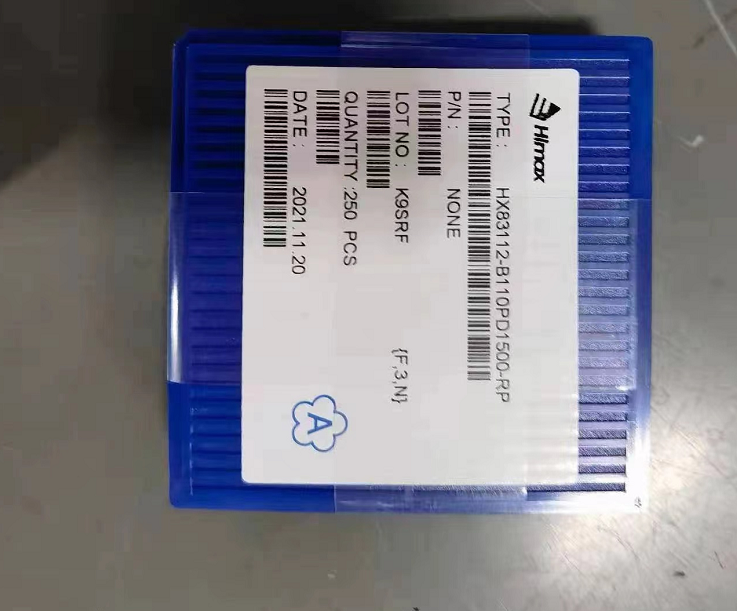 Himax
TYPE : HX83112-B110PD1500-RP
P/N : NONE
LOT NO : K9SRF {F,3,N}
QUANTITY :250 PCS
DATE : 2021.11.20
A